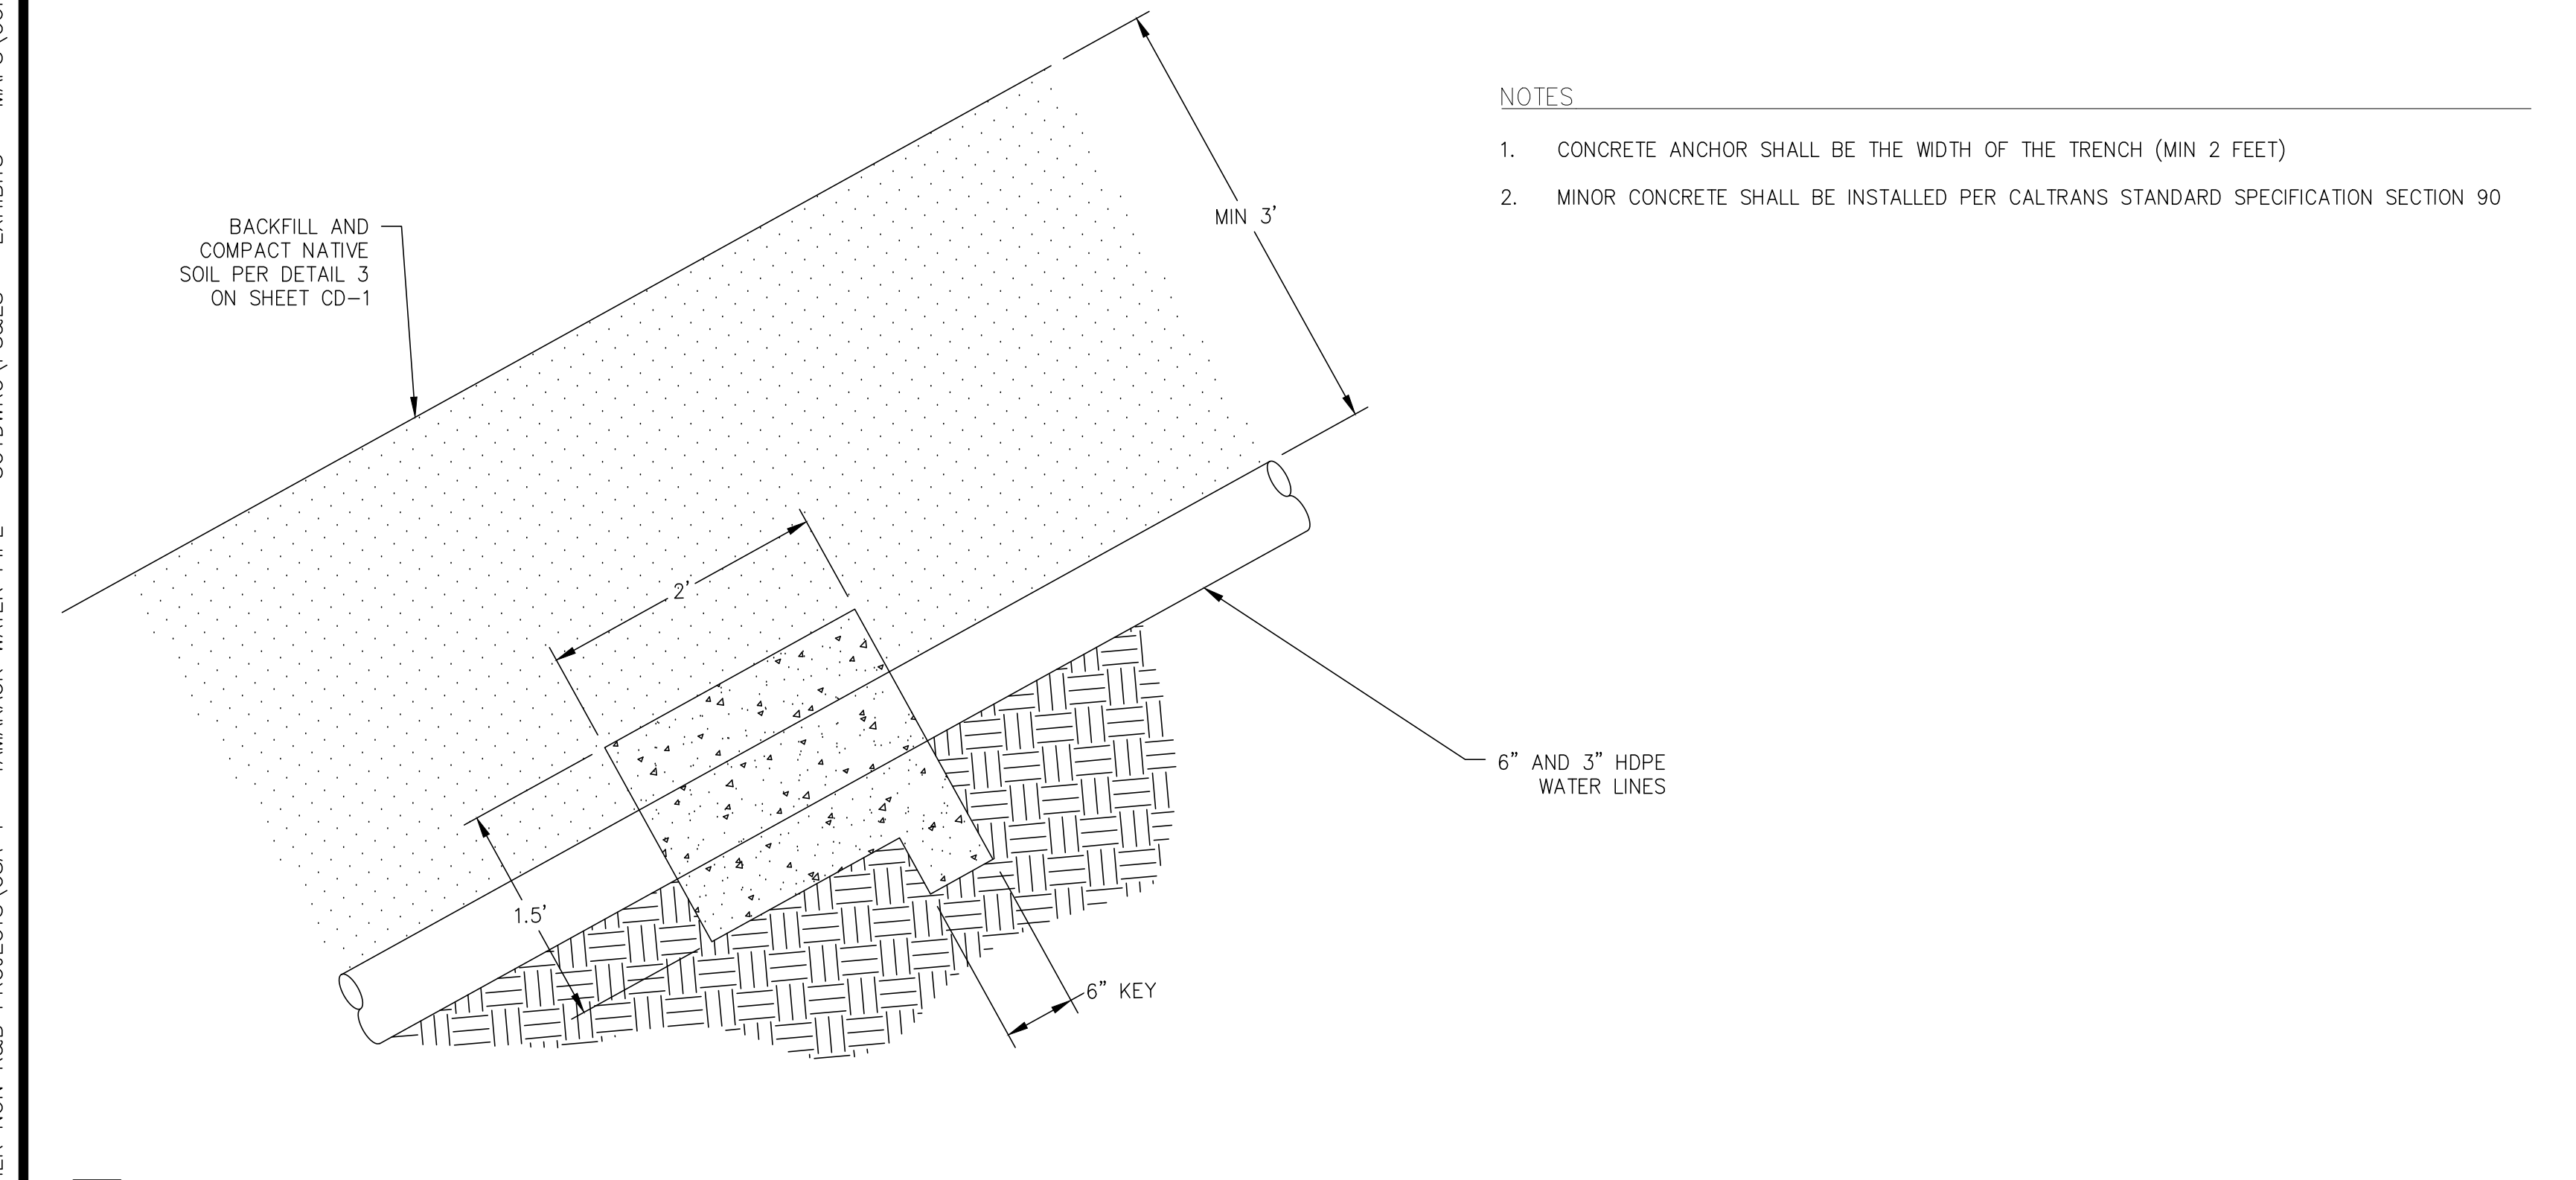 NOTES
1. CONCRETE ANCHOR SHALL BE THE WIDTH OF THE TRENCH (MIN 2 FEET)
2. MINOR CONCRETE SHALL BE INSTALLED PER CALTRANS STANDARD SPECIFICATION SECTION 90
MIN 3'
BACKFILL AND
COMPACT NATIVE
SOIL PER DETAIL 3
ON SHEET CD-1
2'
6" AND 3" HDPE
WATER LINES
1.5'
6" KEY